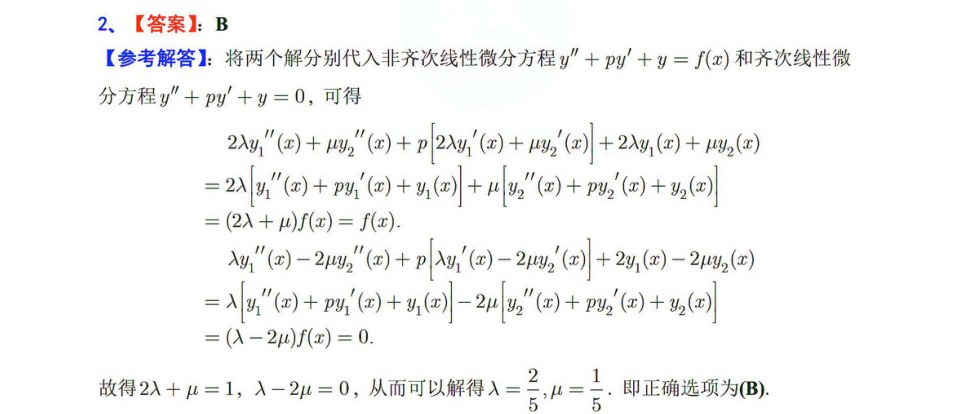 2、【答案】：B
【参考解答】：将两个解分别代入非齐次线性微分方程 y″ + py′ + y = f(x) 和齐次线性微
分方程 y″ + py′ + y = 0，可得
2λy₁″(x) + μy₂″(x) + p[2λy₁′(x) + μy₂′(x)] + 2λy₁(x) + μy₂(x)
= 2λ[y₁″(x) + py₁′(x) + y₁(x)] + μ[y₂″(x) + py₂′(x) + y₂(x)]
= (2λ + μ)f(x) = f(x).
λy₁″(x) − 2μy₂″(x) + p[λy₁′(x) − 2μy₂′(x)] + 2y₁(x) − 2μy₂(x)
= λ[y₁″(x) + py₁′(x) + y₁(x)] − 2μ[y₂″(x) + py₂′(x) + y₂(x)]
= (λ − 2μ)f(x) = 0.
故得 2λ + μ = 1，λ − 2μ = 0，从而可以解得 λ = 2/5, μ = 1/5. 即正确选项为(B).